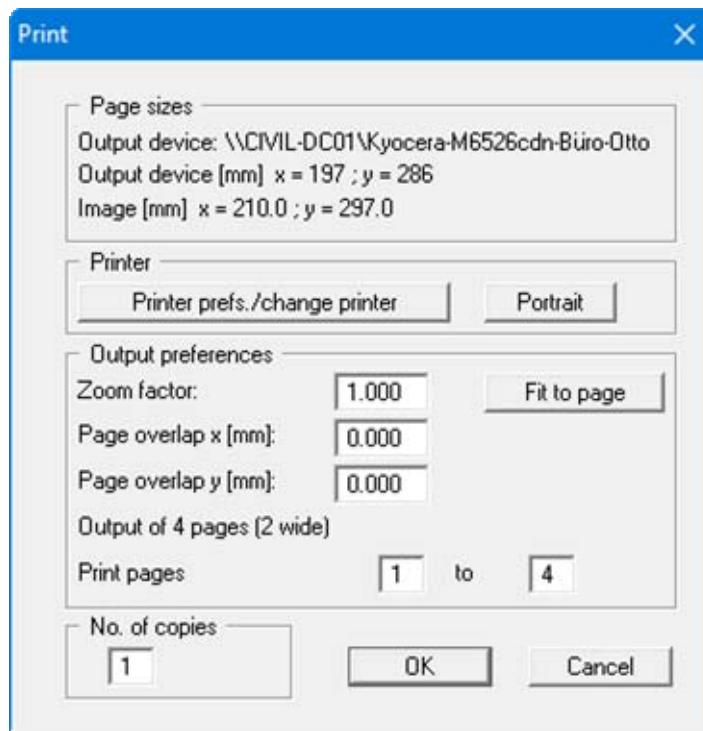 Print
Page sizes
Output device: \\CIVIL-DC01\Kyocera-M6526cdn-Büro-Otto
Output device [mm] x = 197 ; y = 286
Image [mm] x = 210.0 ; y = 297.0
Printer
Printer prefs./change printer Portrait
Output preferences
Zoom factor: 1.000 Fit to page
Page overlap x [mm]: 0.000
Page overlap y [mm]: 0.000
Output of 4 pages (2 wide)
Print pages 1 to 4
No. of copies
1 OK Cancel